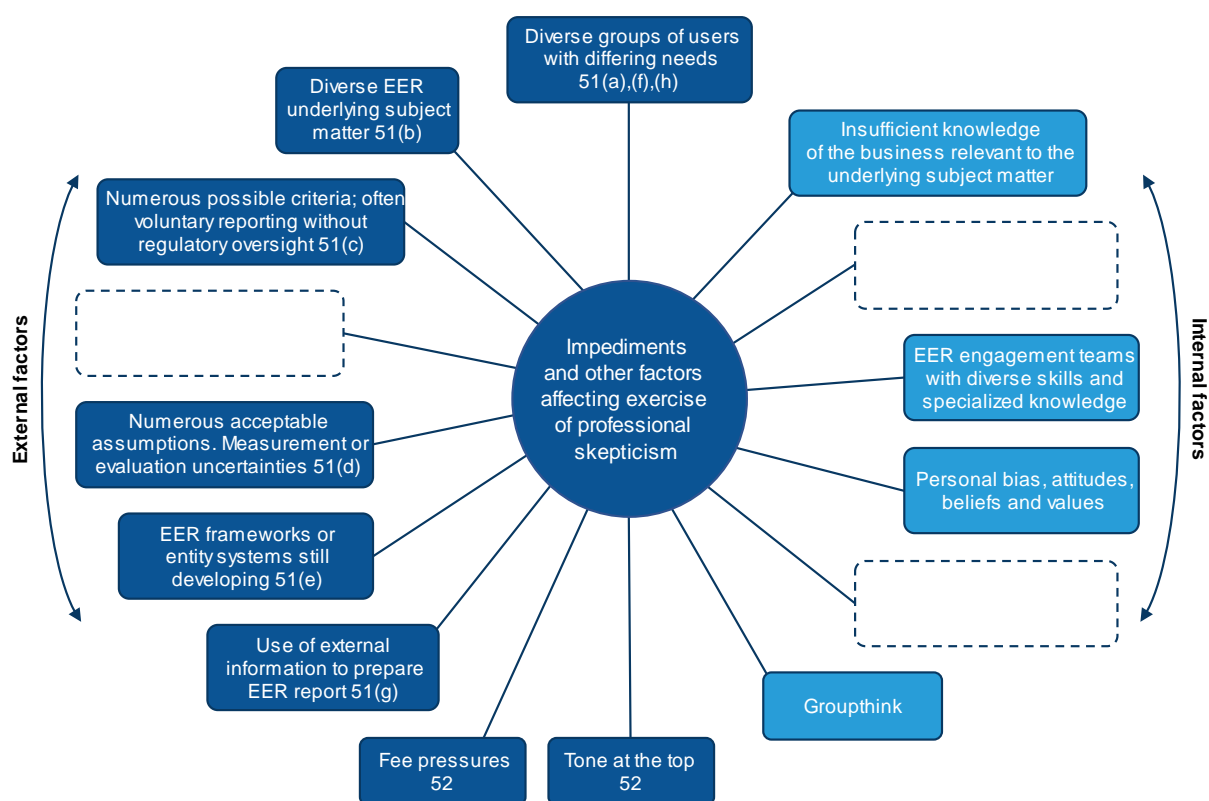 Diverse groups of users
with differing needs
51(a),(f),(h)
Diverse EER
underlying subject
matter 51(b)
Insufficient knowledge
of the business relevant to the
underlying subject matter
Numerous possible criteria; often
voluntary reporting without
regulatory oversight 51(c)
External factors
Impediments
and other factors
affecting exercise
of professional
skepticism
EER engagement teams
with diverse skills and
specialized knowledge
Internal factors
Numerous acceptable
assumptions. Measurement or
evaluation uncertainties 51(d)
Personal bias, attitudes,
beliefs and values
EER frameworks or
entity systems still
developing 51(e)
Use of external
information to prepare
EER report 51(g)
Groupthink
Fee pressures
52
Tone at the top
52